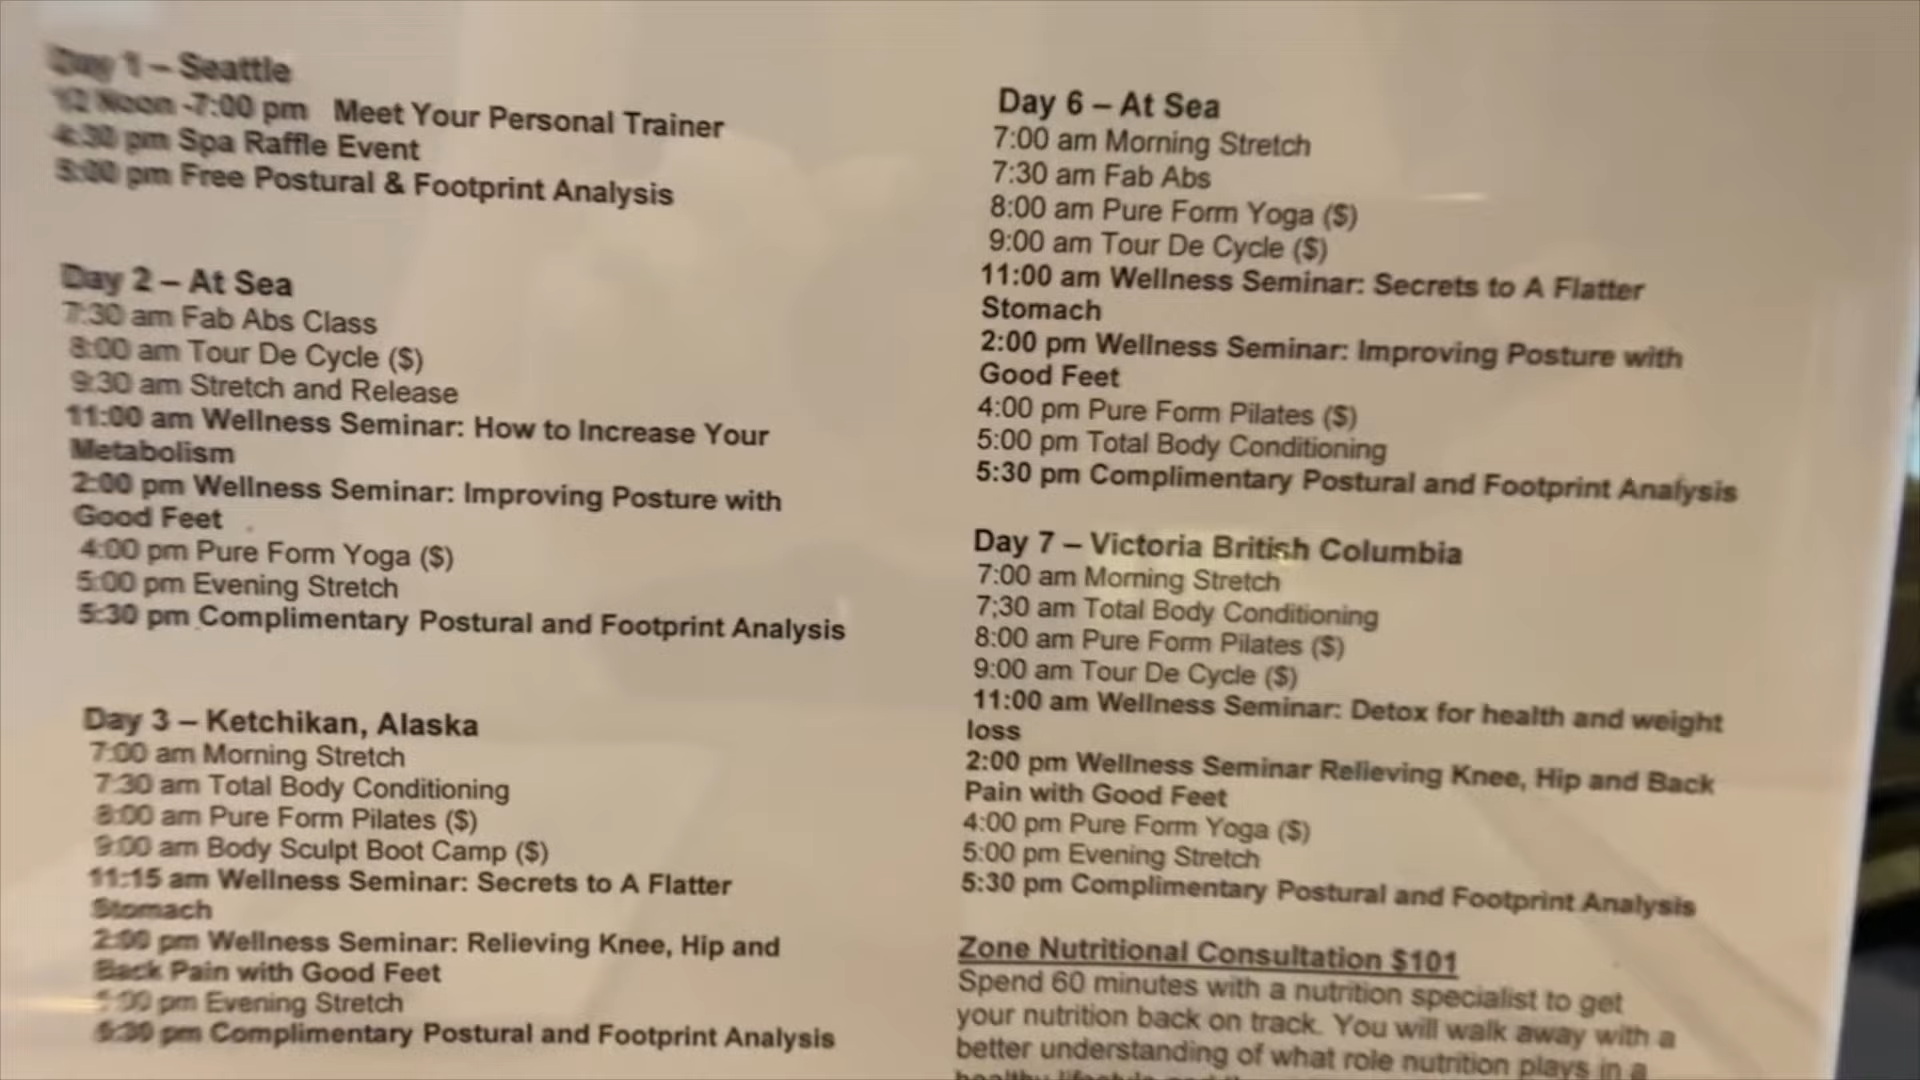 Day 1 – Seattle
12 Noon -7:00 pm Meet Your Personal Trainer
4:30 pm Spa Raffle Event
5:00 pm Free Postural & Footprint Analysis
Day 2 – At Sea
7:30 am Fab Abs Class
8:00 am Tour De Cycle ($)
9:30 am Stretch and Release
11:00 am Wellness Seminar: How to Increase Your
Metabolism
2:00 pm Wellness Seminar: Improving Posture with
Good Feet
4:00 pm Pure Form Yoga ($)
5:00 pm Evening Stretch
5:30 pm Complimentary Postural and Footprint Analysis
Day 3 – Ketchikan, Alaska
7:00 am Morning Stretch
7:30 am Total Body Conditioning
8:00 am Pure Form Pilates ($)
9:00 am Body Sculpt Boot Camp ($)
11:15 am Wellness Seminar: Secrets to A Flatter
Stomach
2:00 pm Wellness Seminar: Relieving Knee, Hip and
Back Pain with Good Feet
pm Evening Stretch
pm Complimentary Postural and Footprint Analysis
Day 6 – At Sea
7:00 am Morning Stretch
7:30 am Fab Abs
8:00 am Pure Form Yoga ($)
9:00 am Tour De Cycle ($)
11:00 am Wellness Seminar: Secrets to A Flatter
Stomach
2:00 pm Wellness Seminar: Improving Posture with
Good Feet
4:00 pm Pure Form Pilates ($)
5:00 pm Total Body Conditioning
5:30 pm Complimentary Postural and Footprint Analysis
Day 7 – Victoria British Columbia
7:00 am Morning Stretch
7;30 am Total Body Conditioning
8:00 am Pure Form Pilates ($)
9:00 am Tour De Cycle ($)
11:00 am Wellness Seminar: Detox for health and weight
loss
2:00 pm Wellness Seminar Relieving Knee, Hip and Back
Pain with Good Feet
4:00 pm Pure Form Yoga ($)
5:00 pm Evening Stretch
5:30 pm Complimentary Postural and Footprint Analysis
Zone Nutritional Consultation $101
Spend 60 minutes with a nutrition specialist to get
your nutrition back on track. You will walk away with a
better understanding of what role nutrition plays in a
healthy lifestyle